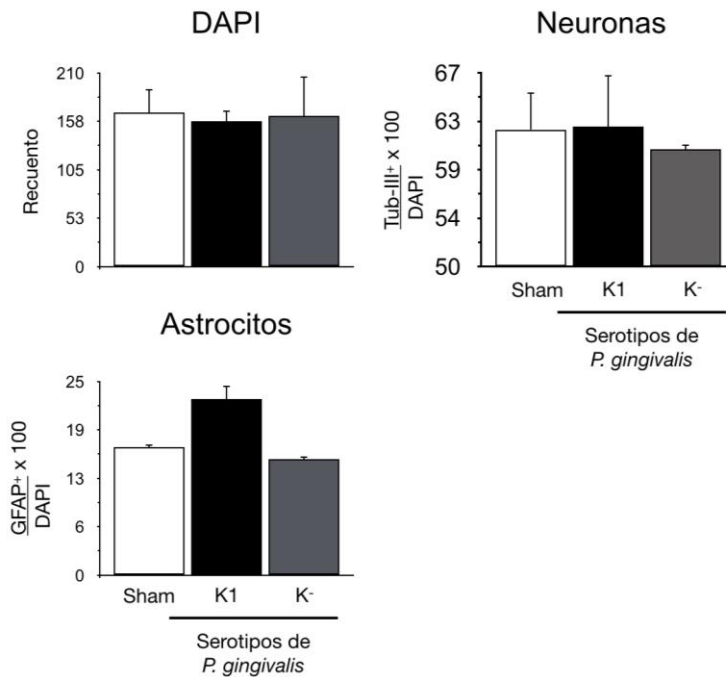 DAPI
Recuento
210
158
105
53
0
Neuronas
Tub-III+ x 100
DAPI
67
63
59
54
50
Sham K1 K-
Serotipos de
P. gingivalis
Astrocitos
GFAP+ x 100
DAPI
25
19
13
6
0
Sham K1 K-
Serotipos de
P. gingivalis